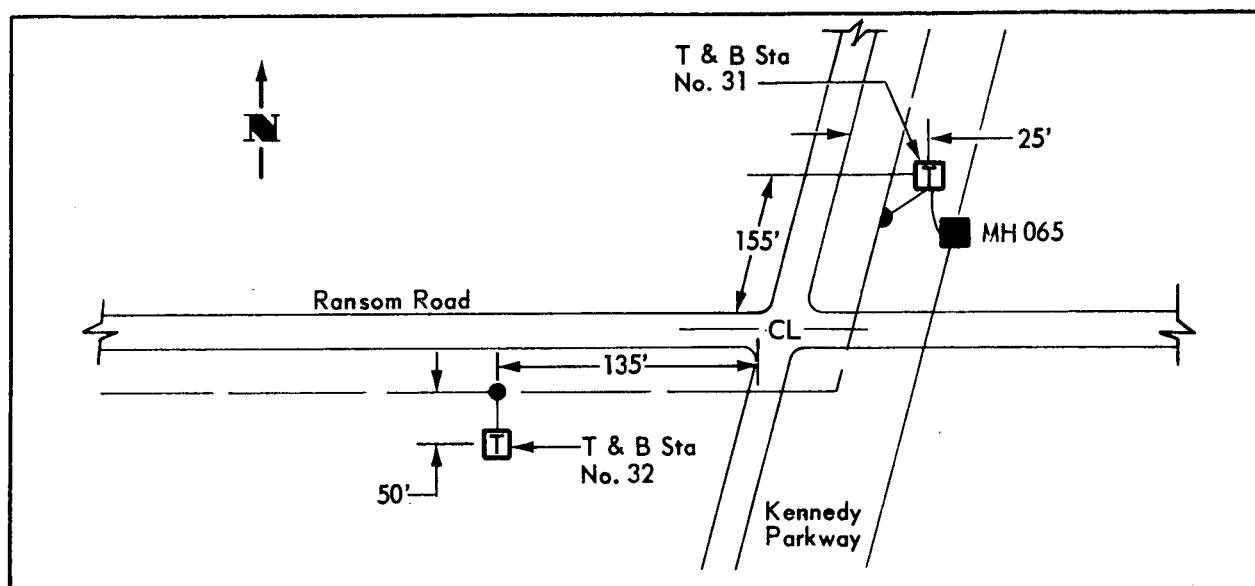 T & B Sta
No. 31
N
25'
T
155'
MH 065
Ransom Road
CL
135'
T
T & B Sta
No. 32
50'
Kennedy
Parkway